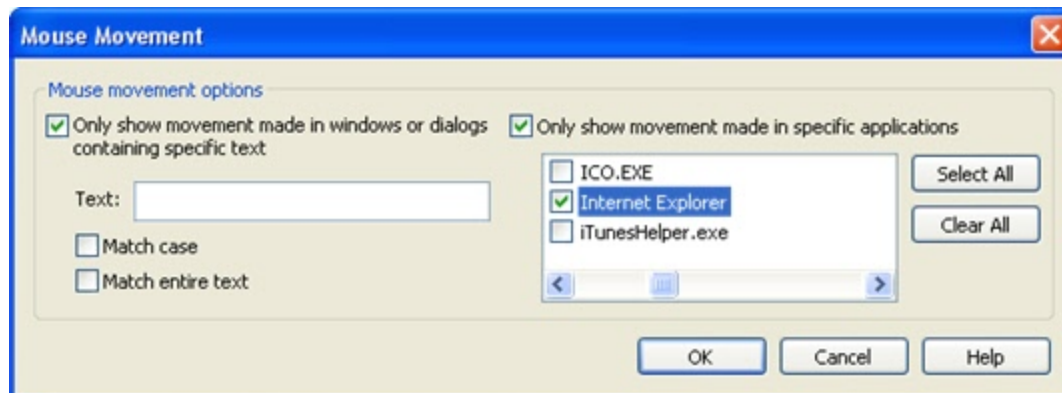 Mouse Movement
Mouse movement options
Only show movement made in windows or dialogs
containing specific text
Text:
Match case
Match entire text
Only show movement made in specific applications
ICO.EXE
Internet Explorer
iTunesHelper.exe
Select All
Clear All
OK
Cancel
Help